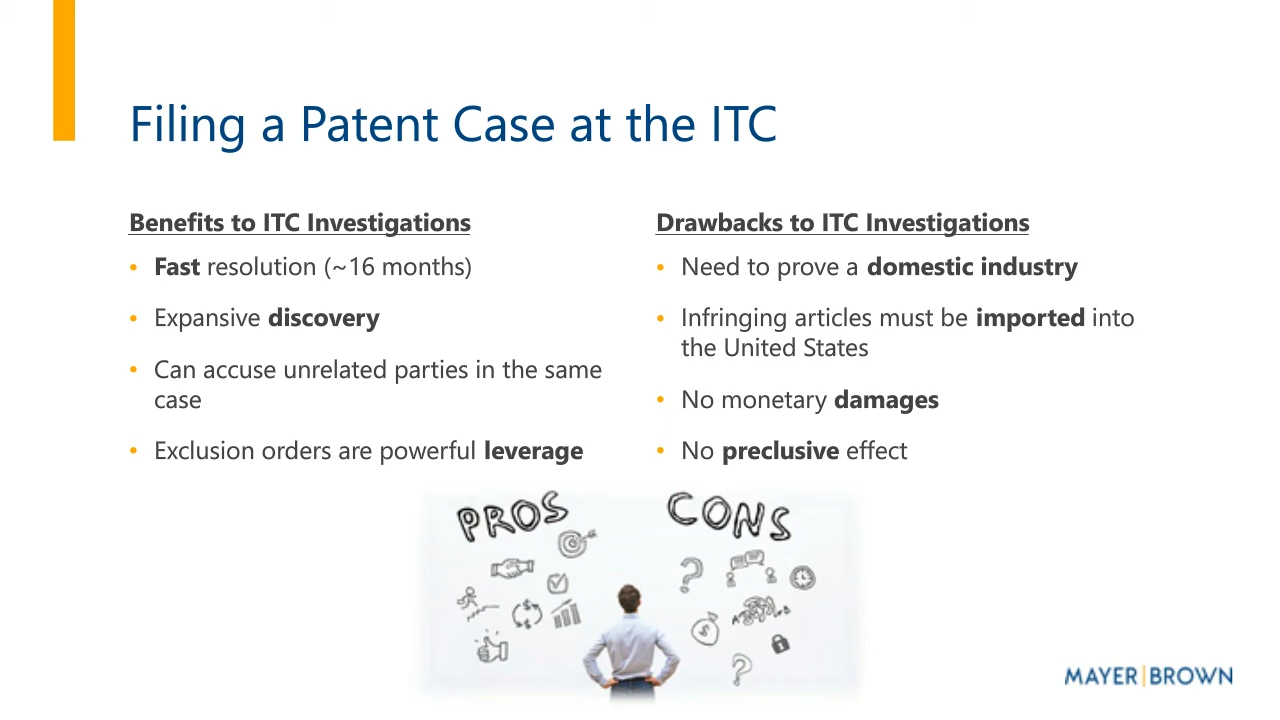 Filing a Patent Case at the ITC
Benefits to ITC Investigations
• Fast resolution (~16 months)
• Expansive discovery
• Can accuse unrelated parties in the same
case
• Exclusion orders are powerful leverage
Drawbacks to ITC Investigations
• Need to prove a domestic industry
• Infringing articles must be imported into
the United States
• No monetary damages
• No preclusive effect
PROS
CONS
MAYER|BROWN